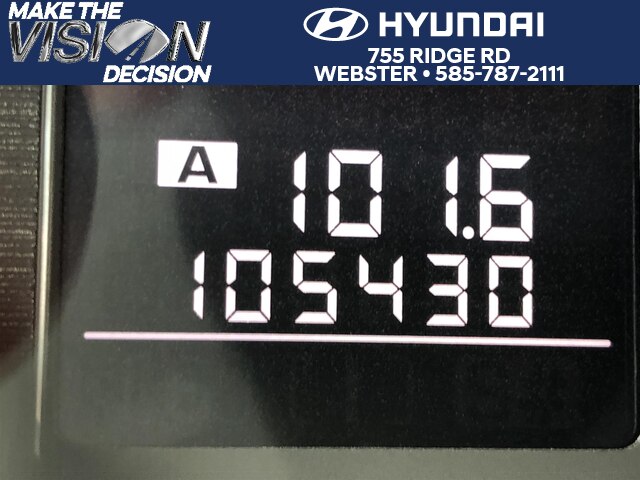 MAKE THE
VISION
DECISION
HYUNDAI
755 RIDGE RD
WEBSTER • 585-787-2111
A 101.6
105430